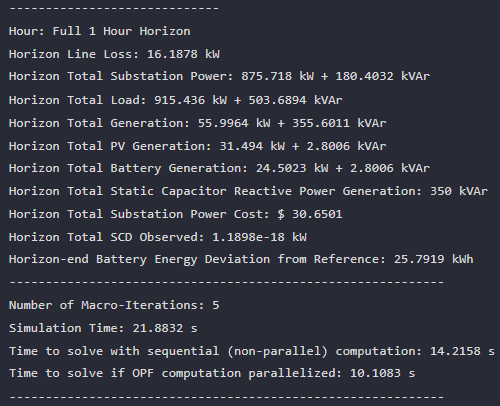 ------------------------------
Hour: Full 1 Hour Horizon
Horizon Line Loss: 16.1878 kW
Horizon Total Substation Power: 875.718 kW + 180.4032 kVAr
Horizon Total Load: 915.436 kW + 503.6894 kVAr
Horizon Total Generation: 55.9964 kW + 355.6011 kVAr
Horizon Total PV Generation: 31.494 kW + 2.8006 kVAr
Horizon Total Battery Generation: 24.5023 kW + 2.8006 kVAr
Horizon Total Static Capacitor Reactive Power Generation: 350 kVAr
Horizon Total Substation Power Cost: $ 30.6501
Horizon Total SCD Observed: 1.1898e-18 kW
Horizon-end Battery Energy Deviation from Reference: 25.7919 kWh
------------------------------------------------------------
Number of Macro-Iterations: 5
Simulation Time: 21.8832 s
Time to solve with sequential (non-parallel) computation: 14.2158 s
Time to solve if OPF computation parallelized: 10.1083 s
------------------------------------------------------------